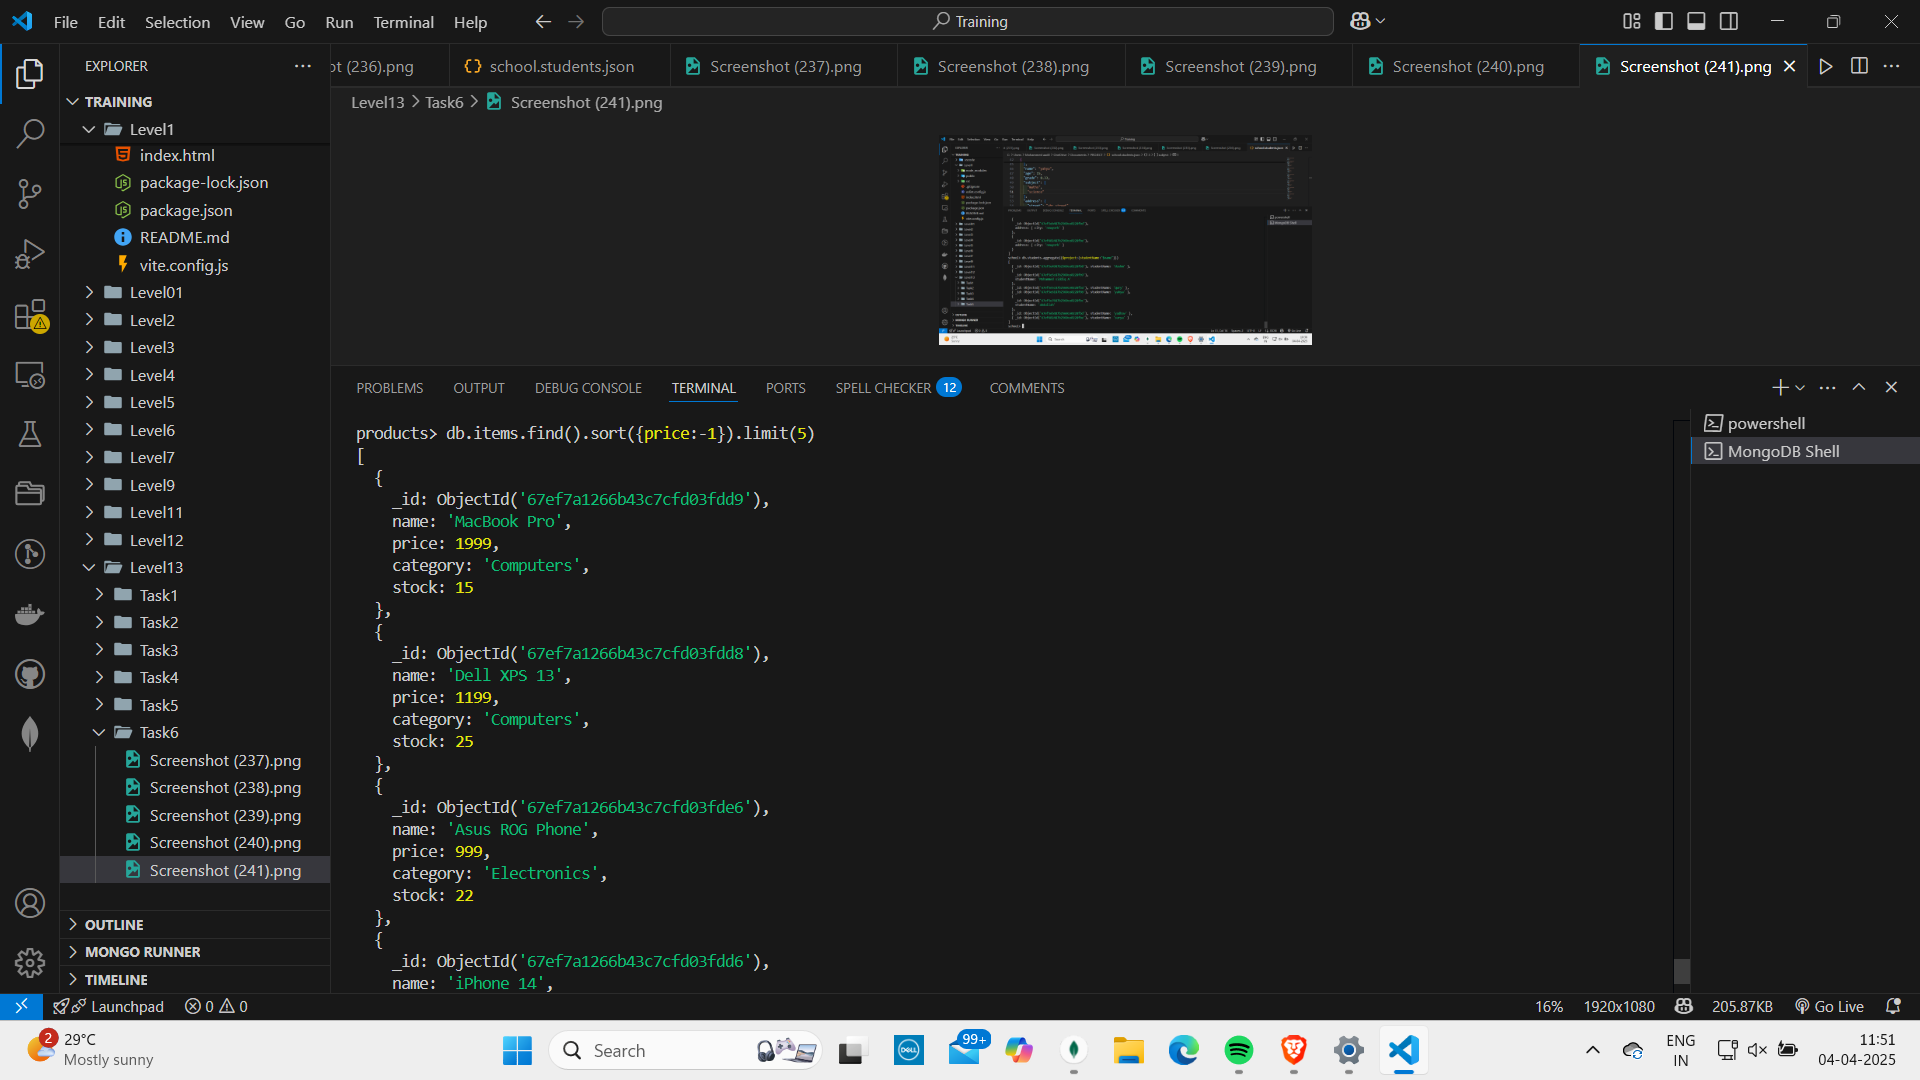 File Edit Selection View Go Run Terminal Help
Training
EXPLORER
ot (236).png
school.students.json
Screenshot (237).png
Screenshot (238).png
Screenshot (239).png
Screenshot (240).png
Screenshot (241).png
Level13 > Task6 > Screenshot (241).png
TRAINING
Level1
index.html
package-lock.json
package.json
README.md
vite.config.js
Level01
Level2
Level3
Level4
Level5
Level6
Level7
Level9
Level11
Level12
Level13
Task1
Task2
Task3
Task4
Task5
Task6
Screenshot (237).png
Screenshot (238).png
Screenshot (239).png
Screenshot (240).png
Screenshot (241).png
OUTLINE
MONGO RUNNER
TIMELINE
PROBLEMS OUTPUT DEBUG CONSOLE TERMINAL PORTS SPELL CHECKER 12 COMMENTS
products> db.items.find().sort({price:-1}).limit(5)
[
{
_id: ObjectId('67ef7a1266b43c7cfd03fdd9'),
name: 'MacBook Pro',
price: 1999,
category: 'Computers',
stock: 15
},
{
_id: ObjectId('67ef7a1266b43c7cfd03fdd8'),
name: 'Dell XPS 13',
price: 1199,
category: 'Computers',
stock: 25
},
{
_id: ObjectId('67ef7a1266b43c7cfd03fde6'),
name: 'Asus ROG Phone',
price: 999,
category: 'Electronics',
stock: 22
},
{
_id: ObjectId('67ef7a1266b43c7cfd03fdd6'),
name: 'iPhone 14',
powershell
MongoDB Shell
Launchpad 0 0
16% 1920x1080 205.87KB Go Live
2
29°C
Mostly sunny
Search
DELL
99+
ENG
IN
11:51
04-04-2025